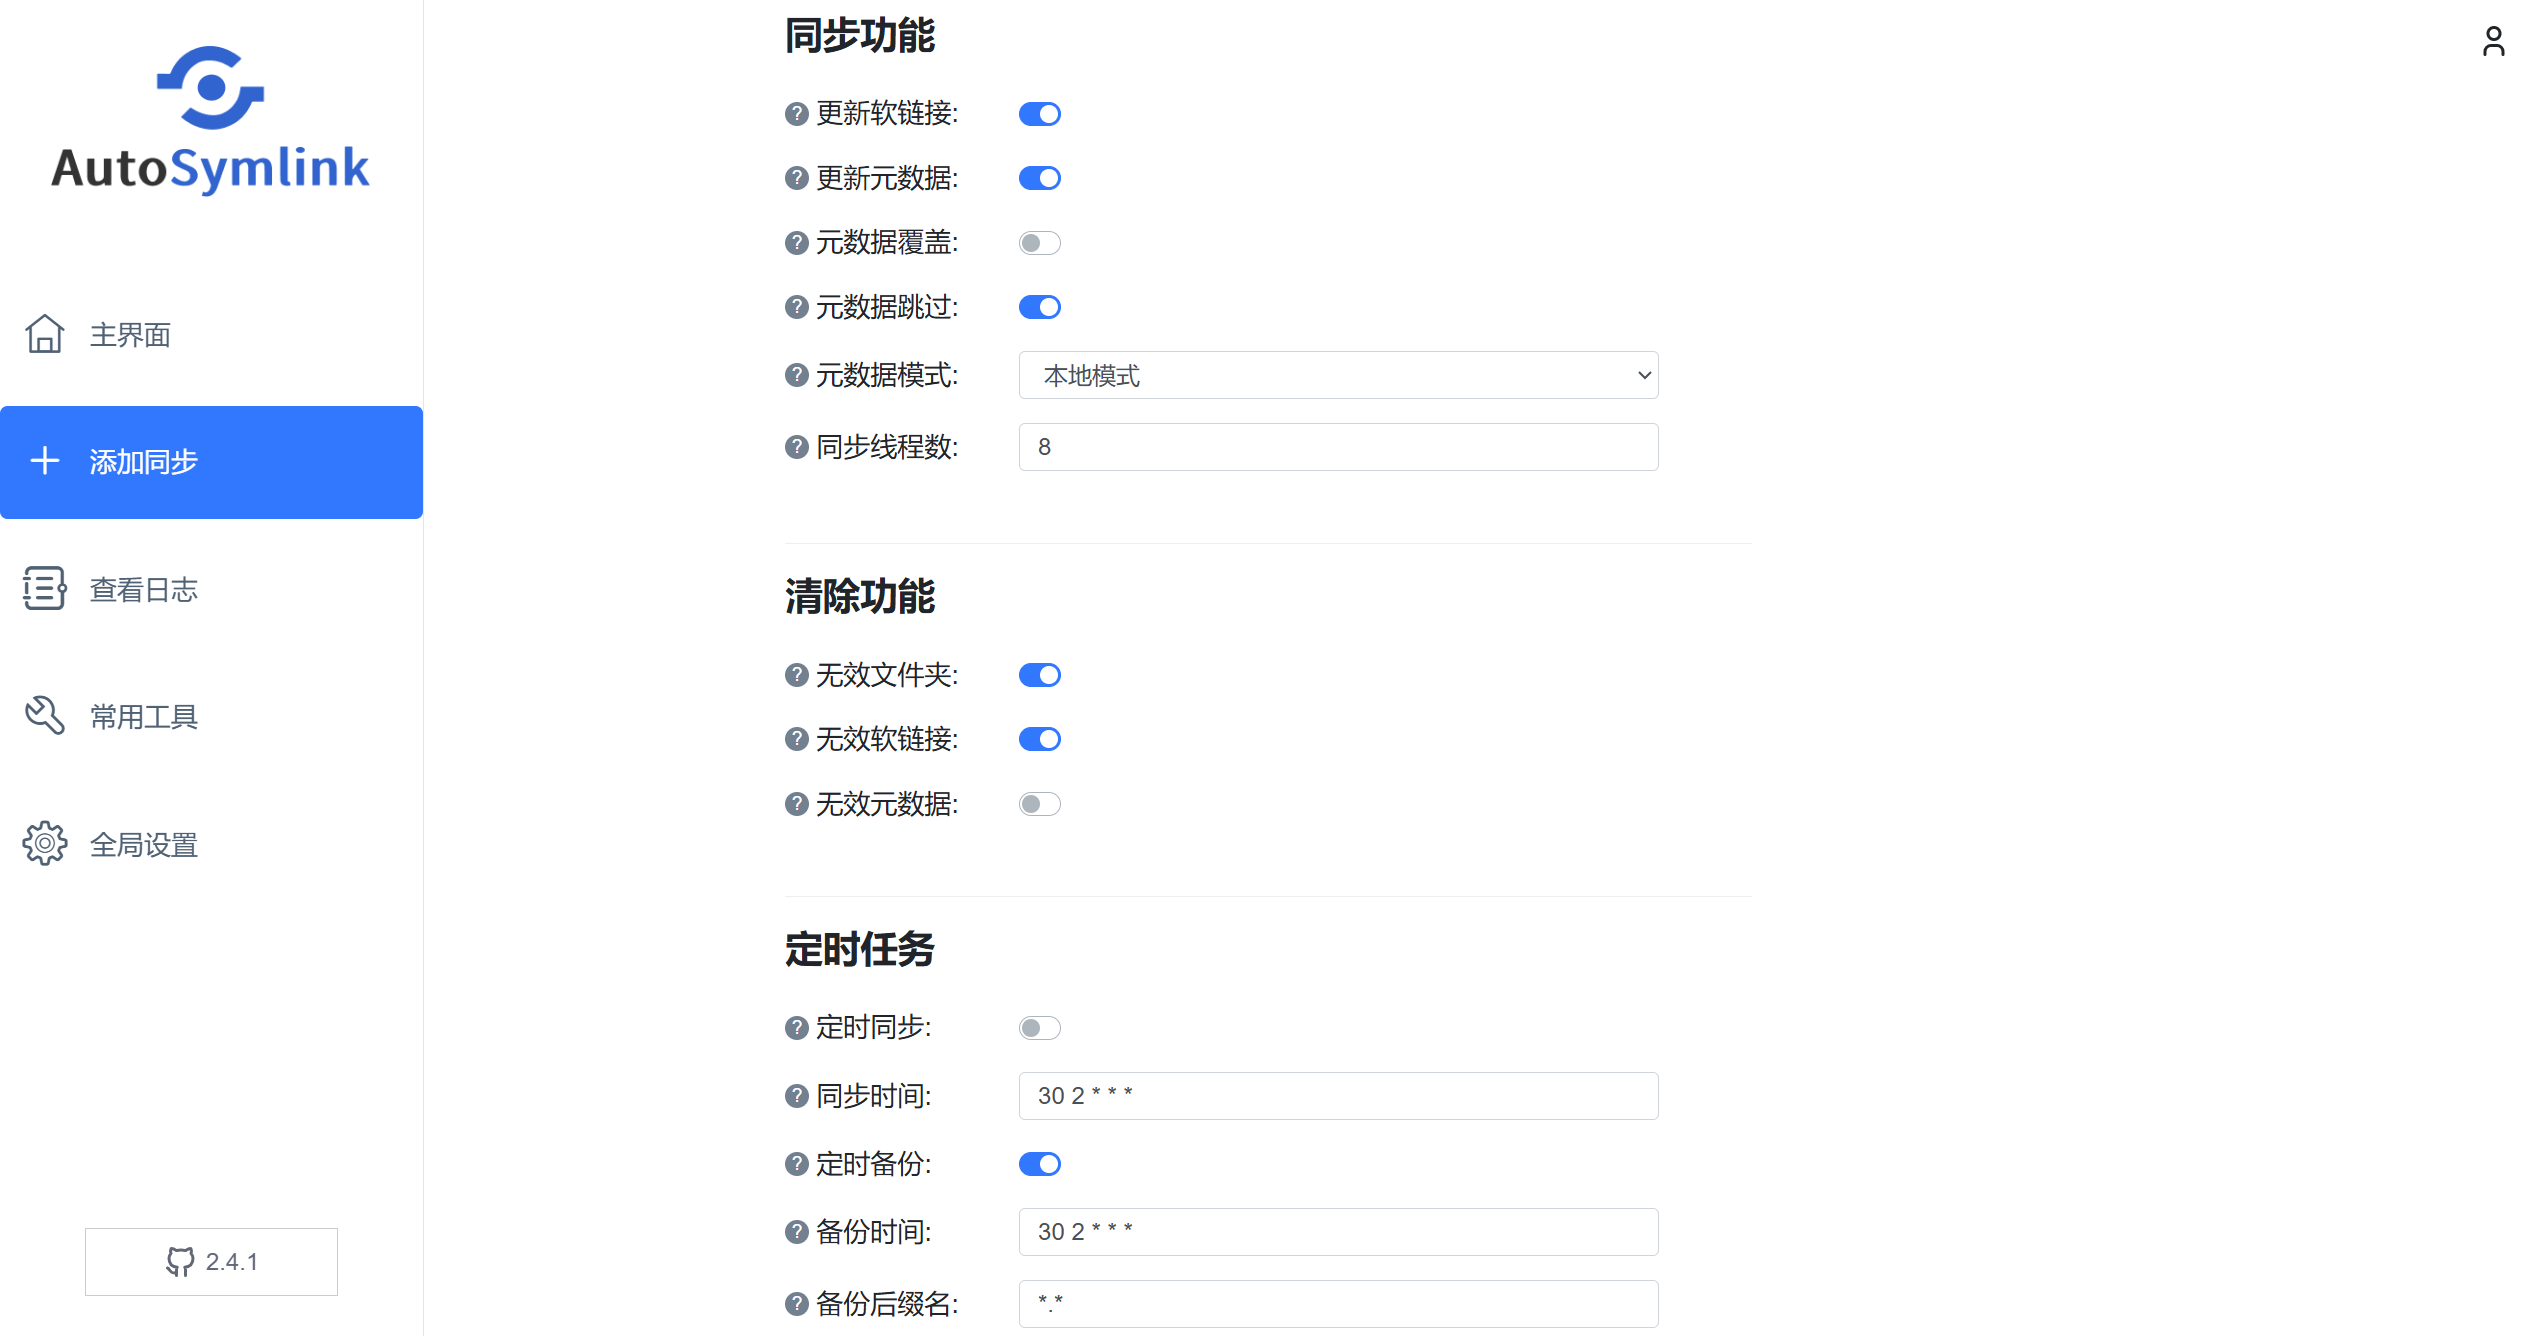 AutoSymlink
主界面
添加同步
查看日志
常用工具
全局设置
2.4.1
同步功能
? 更新软链接:
? 更新元数据:
? 元数据覆盖:
? 元数据跳过:
? 元数据模式: 本地模式
? 同步线程数: 8
清除功能
? 无效文件夹:
? 无效软链接:
? 无效元数据:
定时任务
? 定时同步:
? 同步时间: 30 2 * * *
? 定时备份:
? 备份时间: 30 2 * * *
? 备份后缀名: *.*